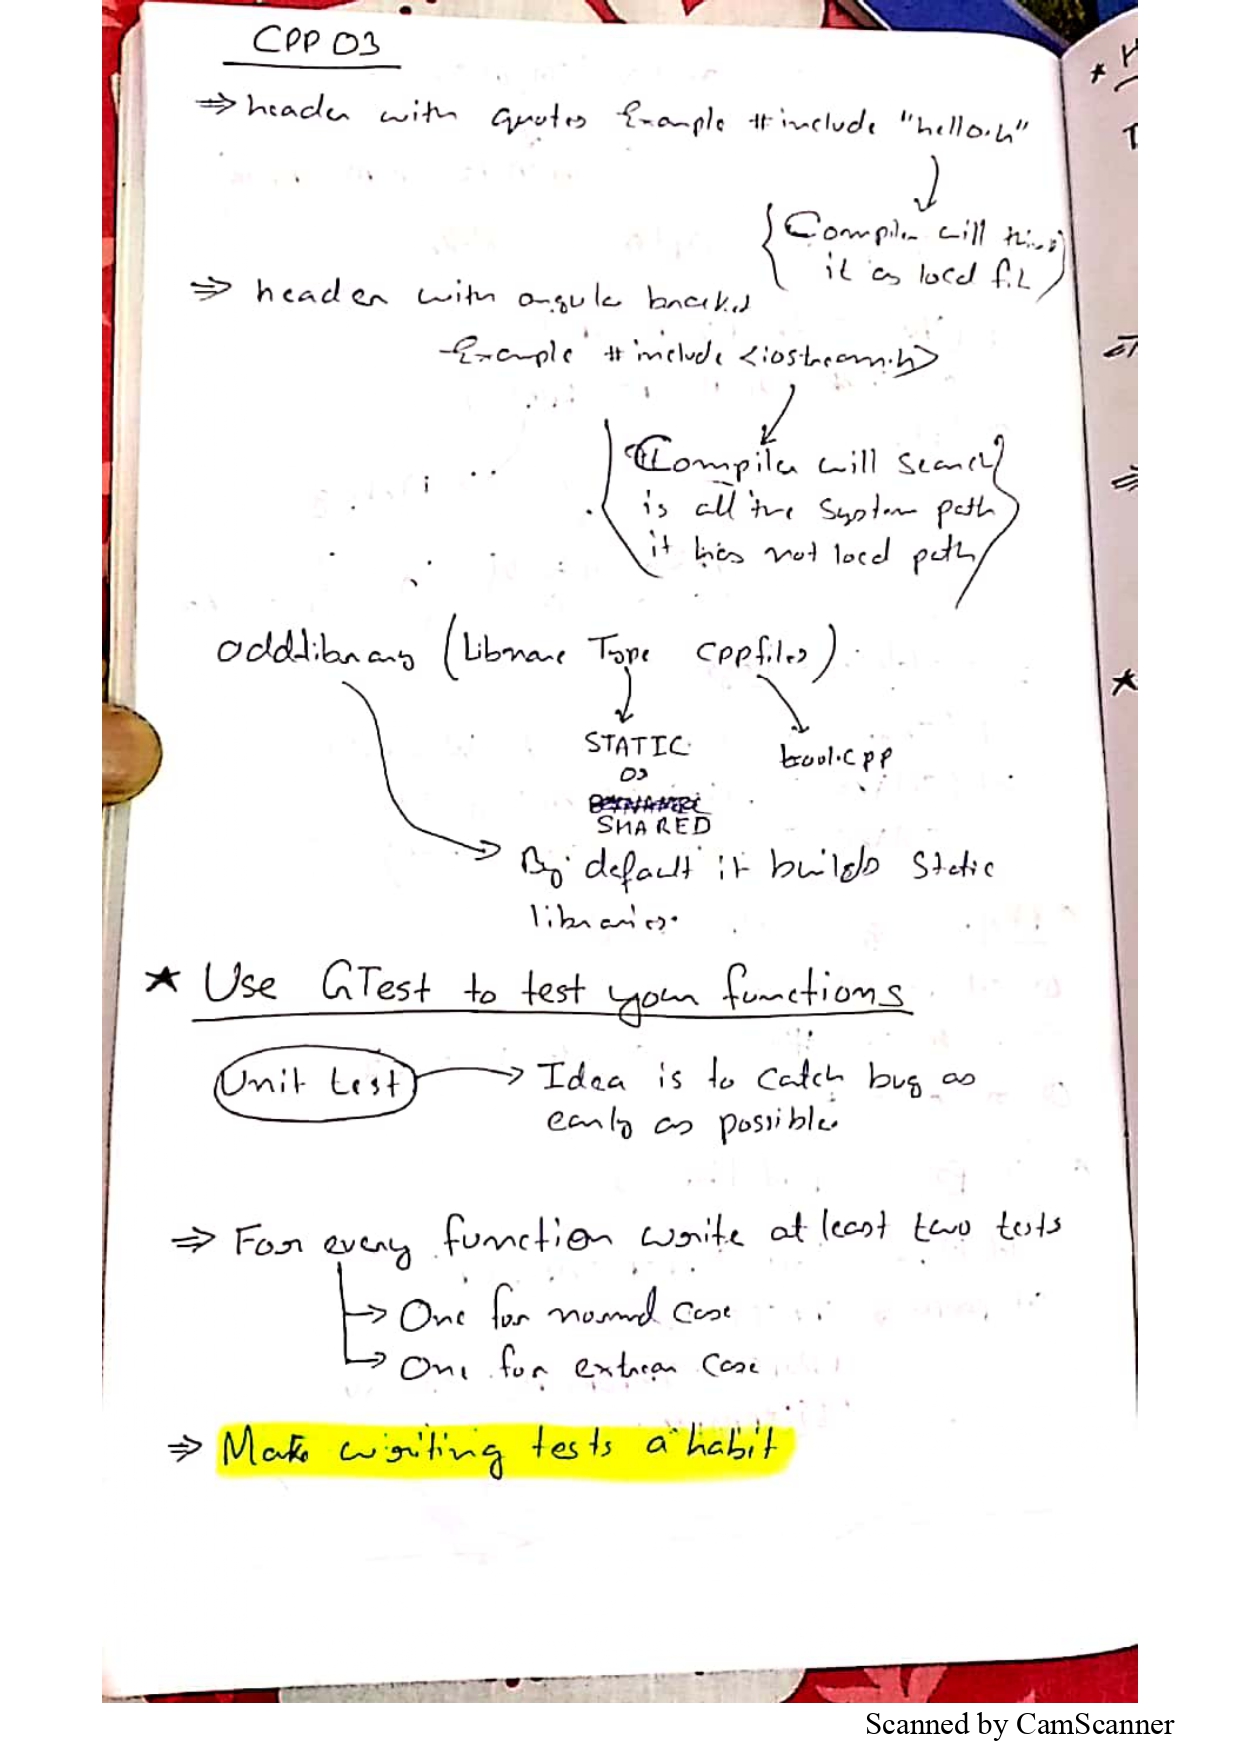 CPP 03
⇒ header with quotes Example #include "hello.h"
Compiler will think
it as local file
⇒ header with angular bracket
Example #include <iostream.h>
Compiler will search
is all the system path
it has not local path
addlibrary (Libname Type cppfiles)
STATIC
or
SHARED
tool.cpp
By default it builds static
libraries.
★ Use GTest to test your functions
Unit test → Idea is to catch bug as
early as possible.
⇒ For every function write at least two tests
→ One for normal case
→ One for extrem case
⇒ Make writing tests a habit
Scanned by CamScanner